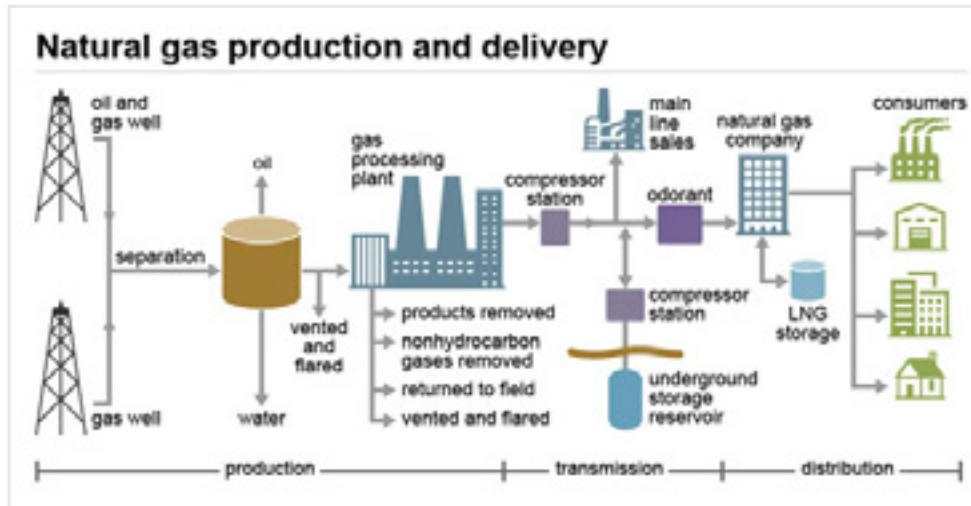 Natural gas production and delivery
oil and
gas well
oil
gas
processing
plant
compressor
station
main
line
sales
odorant
natural gas
company
consumers
separation
vented
and
flared
products removed
nonhydrocarbon
gases removed
returned to field
vented and flared
compressor
station
LNG
storage
underground
storage
reservoir
gas well
water
production
transmission
distribution